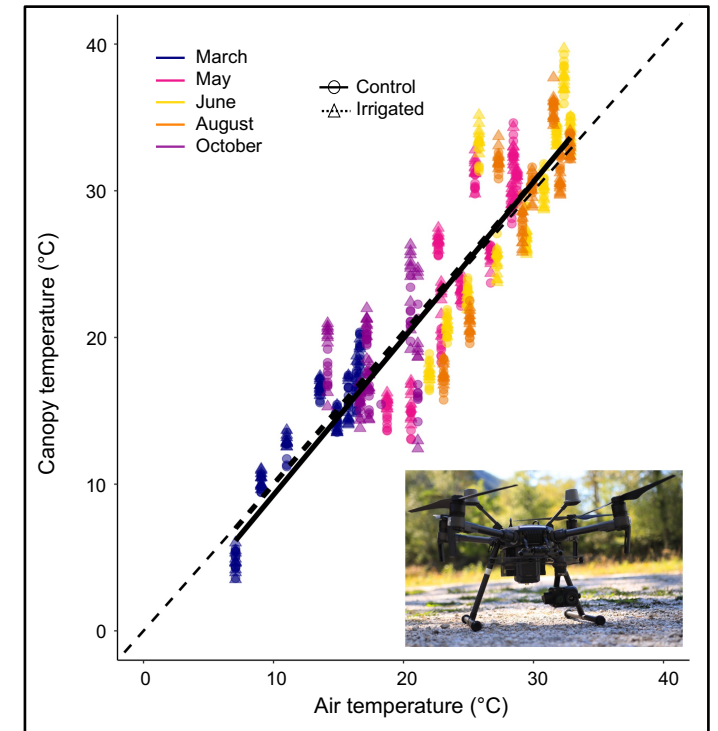 40
30
20
10
0
Canopy temperature (°C)
March
May
June
August
October
Control
Irrigated
0 10 20 30 40
Air temperature (°C)